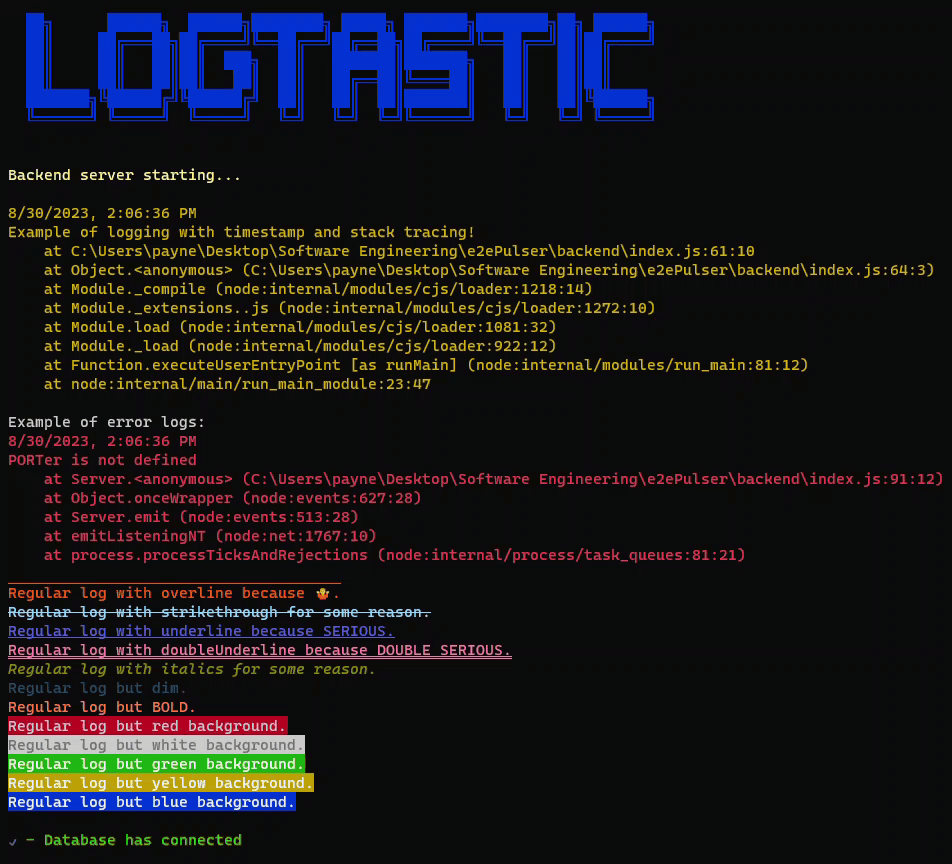 LOGTASTIC
Backend server starting...
8/30/2023, 2:06:36 PM
Example of logging with timestamp and stack tracing!
    at C:\Users\payne\Desktop\Software Engineering\e2ePulser\backend\index.js:61:10
    at Object.<anonymous> (C:\Users\payne\Desktop\Software Engineering\e2ePulser\backend\index.js:64:3)
    at Module._compile (node:internal/modules/cjs/loader:1218:14)
    at Module._extensions..js (node:internal/modules/cjs/loader:1272:10)
    at Module.load (node:internal/modules/cjs/loader:1081:32)
    at Module._load (node:internal/modules/cjs/loader:922:12)
    at Function.executeUserEntryPoint [as runMain] (node:internal/modules/run_main:81:12)
    at node:internal/main/run_main_module:23:47
Example of error logs:
8/30/2023, 2:06:36 PM
PORTer is not defined
    at Server.<anonymous> (C:\Users\payne\Desktop\Software Engineering\e2ePulser\backend\index.js:91:12)
    at Object.onceWrapper (node:events:627:28)
    at Server.emit (node:events:513:28)
    at emitListeningNT (node:net:1767:10)
    at process.processTicksAndRejections (node:internal/process/task_queues:81:21)
Regular log with overline because 🤷.
Regular log with strikethrough for some reason.
Regular log with underline because SERIOUS.
Regular log with doubleUnderline because DOUBLE SERIOUS.
Regular log with italics for some reason.
Regular log but dim.
Regular log but BOLD.
Regular log but red background.
Regular log but white background.
Regular log but green background.
Regular log but yellow background.
Regular log but blue background.
✓ - Database has connected